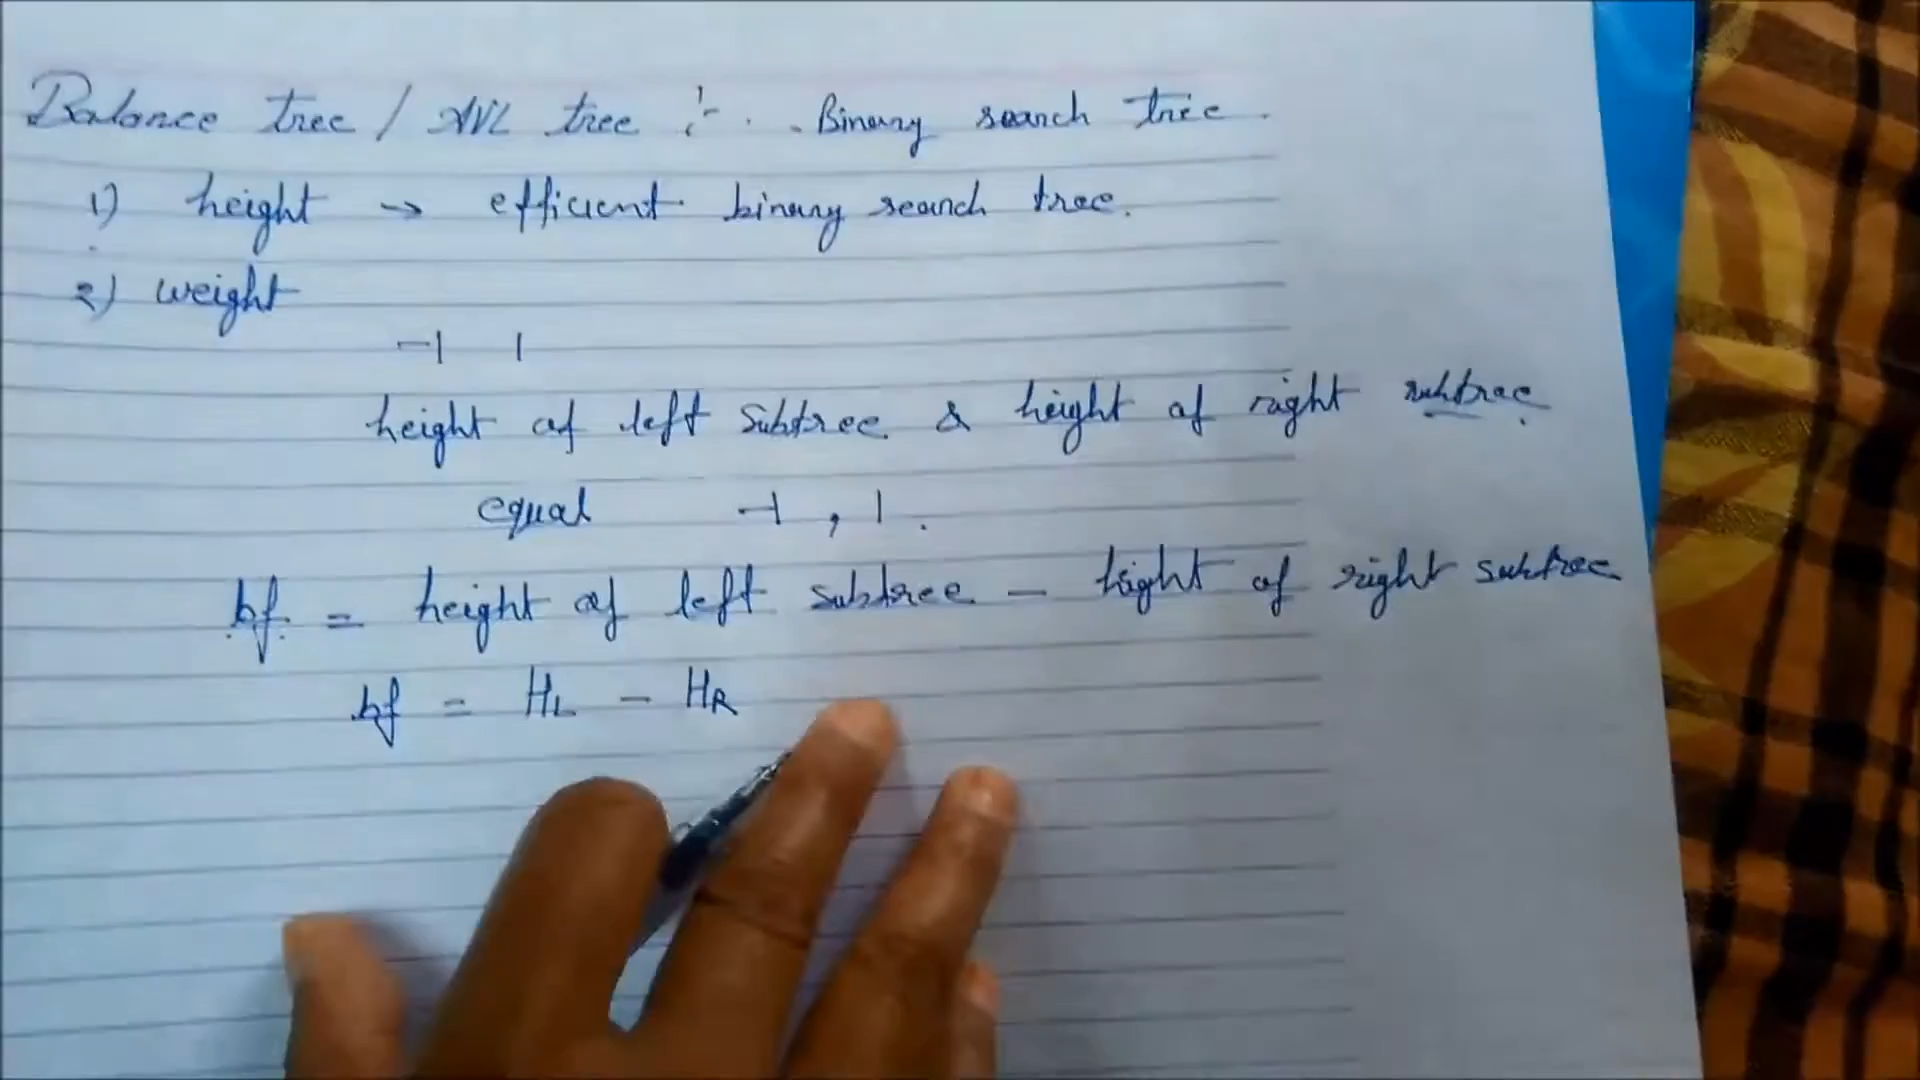 Balance tree / AVL tree :- Binary search tree.
1) height → efficient binary search tree.
2) weight
-1 1
height of left subtree & height of right subtree.
equal -1 , 1 .
bf = height of left subtree - hight of right subtree
bf = HL - HR